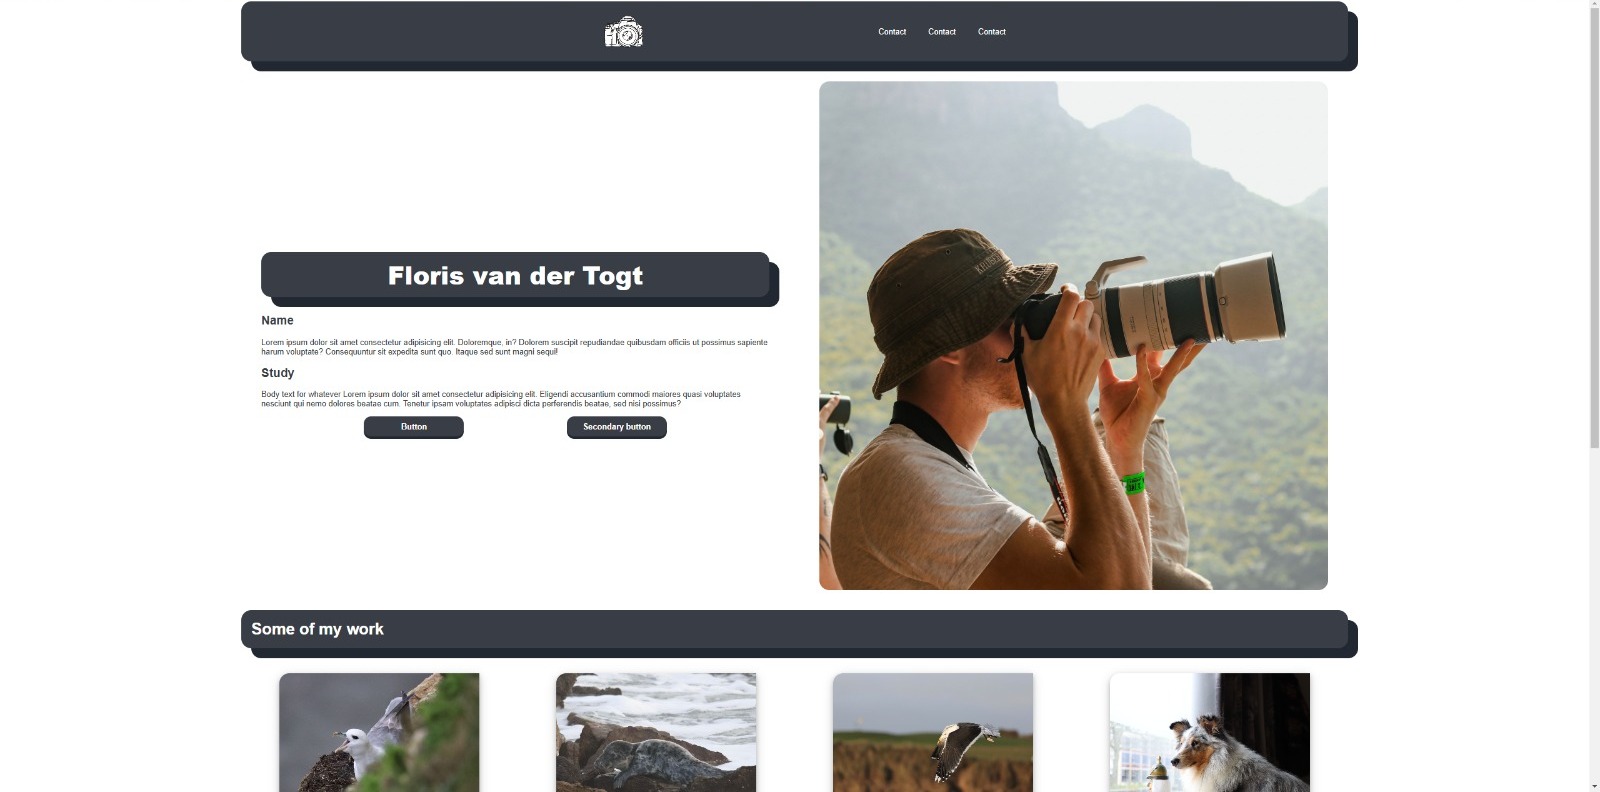 Contact Contact Contact
Floris van der Togt
Name
Lorem ipsum dolor sit amet consectetur adipisicing elit. Doloremque, in? Dolorem suscipit repudiandae quibusdam officiis ut possimus sapiente
harum voluptate? Consequuntur sit expedita sunt quo. Itaque sed sunt magni sequi!
Study
Body text for whatever Lorem ipsum dolor sit amet consectetur adipisicing elit. Eligendi accusantium commodi maiores quasi voluptates
nesciunt qui nemo dolores beatae cum. Tenetur ipsam voluptates adipisci dicta perferendis beatae, sed nisi possimus?
Button Secondary button
Some of my work